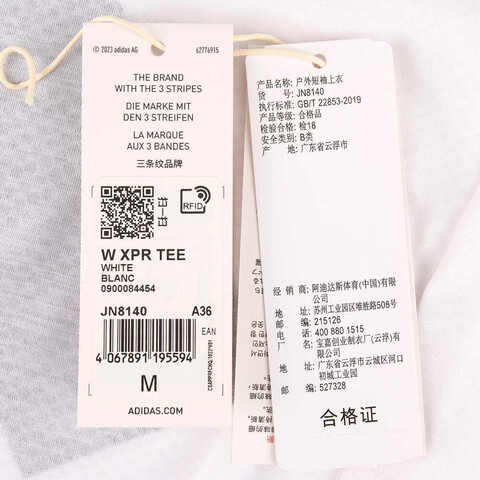 © 2023 adidas AG 62776915
THE BRAND
WITH THE 3 STRIPES
DIE MARKE MIT
DEN 3 STREIFEN
LA MARQUE
AUX 3 BANDES
三条纹品牌
RFID
W XPR TEE
WHITE
BLANC
0900084454
JN8140 A36
EAN
4 067891 195594
M
ADIDAS.COM
产品名称: 户外短袖上衣
货 号: JN8140
执行标准: GB/T 22853-2019
产品等级: 合格品
检验合格: 检16
安全类别: B类
产 地: 广东省云浮市
经 销 商: 阿迪达斯体育(中国)有限
公司
地 址: 苏州工业园区唯胜路508号
邮 编: 215126
电 话: 400 880 1515
厂 名: 宝嘉创业制衣厂(云浮)有
限公司
地 址: 广东省云浮市云城区河口
初城工业园
邮 编: 527328
合格证